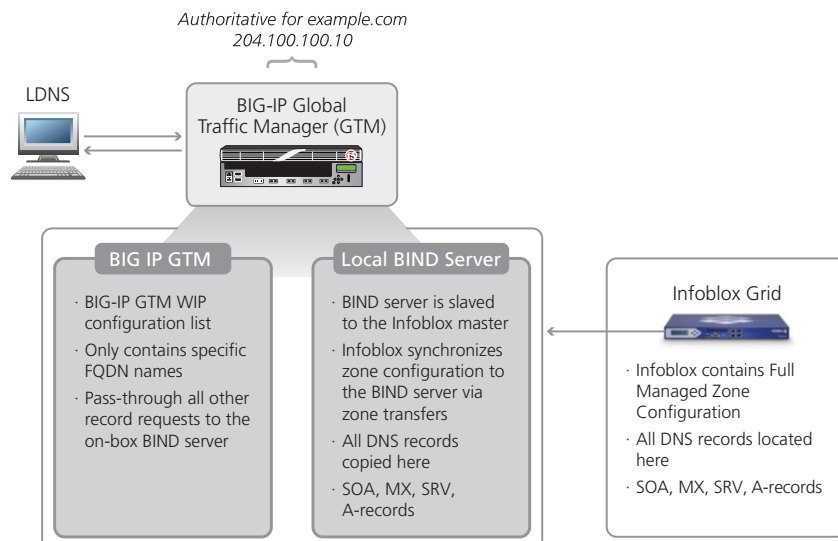 Authoritative for example.com
204.100.100.10
LDNS
BIG-IP Global
Traffic Manager (GTM)
BIG IP GTM
· BIG-IP GTM WIP
configuration list
· Only contains specific
FQDN names
· Pass-through all other
record requests to the
on-box BIND server
Local BIND Server
· BIND server is slaved
to the Infoblox master
· Infoblox synchronizes
zone configuration to
the BIND server via
zone transfers
· All DNS records
copied here
· SOA, MX, SRV,
A-records
Infoblox Grid
· Infoblox contains Full
Managed Zone
Configuration
· All DNS records located
here
· SOA, MX, SRV, A-records